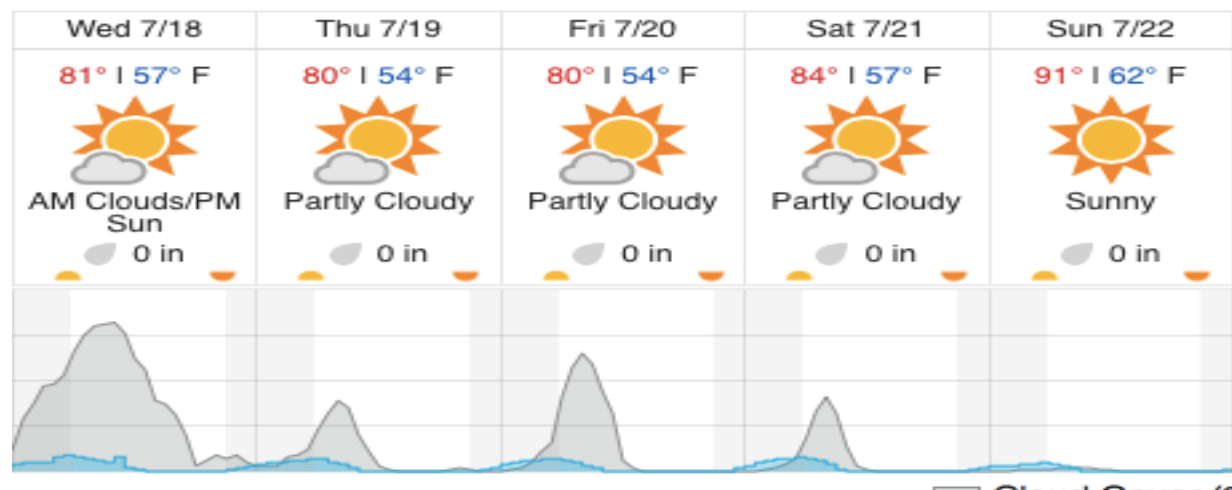 Wed 7/18 Thu 7/19 Fri 7/20 Sat 7/21 Sun 7/22
81° | 57° F 80° | 54° F 80° | 54° F 84° | 57° F 91° | 62° F
AM Clouds/PM Partly Cloudy Partly Cloudy Partly Cloudy Sunny
Sun
0 in 0 in 0 in 0 in 0 in
Cloud Cover